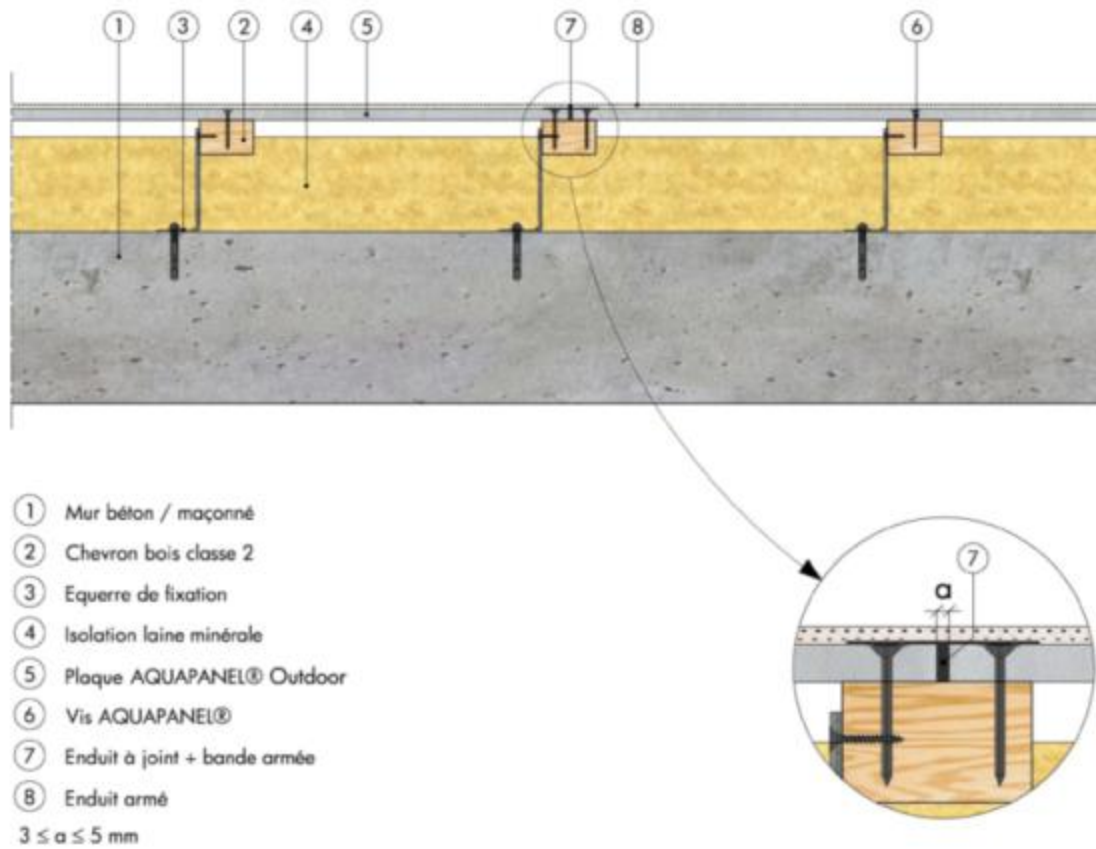 1 3 2 4 5 7 8 6
7
a
1 Mur béton / maçonné
2 Chevron bois classe 2
3 Equerre de fixation
4 Isolation laine minérale
5 Plaque AQUAPANEL® Outdoor
6 Vis AQUAPANEL®
7 Enduit à joint + bande armée
8 Enduit armé
3 ≤ a ≤ 5 mm